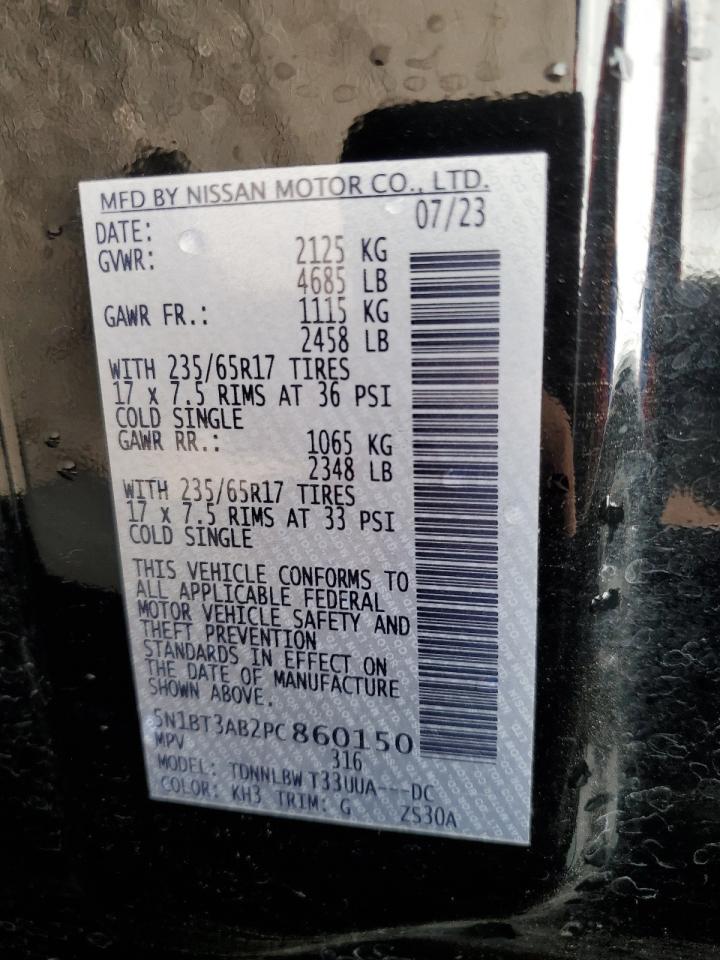 MFD BY NISSAN MOTOR CO., LTD.
DATE: 07/23
GVWR: 2125 KG
4685 LB
GAWR FR.: 1115 KG
2458 LB
WITH 235/65R17 TIRES
17 x 7.5 RIMS AT 36 PSI
COLD SINGLE
GAWR RR.: 1065 KG
2348 LB
WITH 235/65R17 TIRES
17 x 7.5 RIMS AT 33 PSI
COLD SINGLE
THIS VEHICLE CONFORMS TO
ALL APPLICABLE FEDERAL
MOTOR VEHICLE SAFETY AND
THEFT PREVENTION
STANDARDS IN EFFECT ON
THE DATE OF MANUFACTURE
SHOWN ABOVE.
5N1BT3AB2PC860150
MPV 316
MODEL: TDNNLBW T33UUA---DC
COLOR: KH3 TRIM: G ZS30A